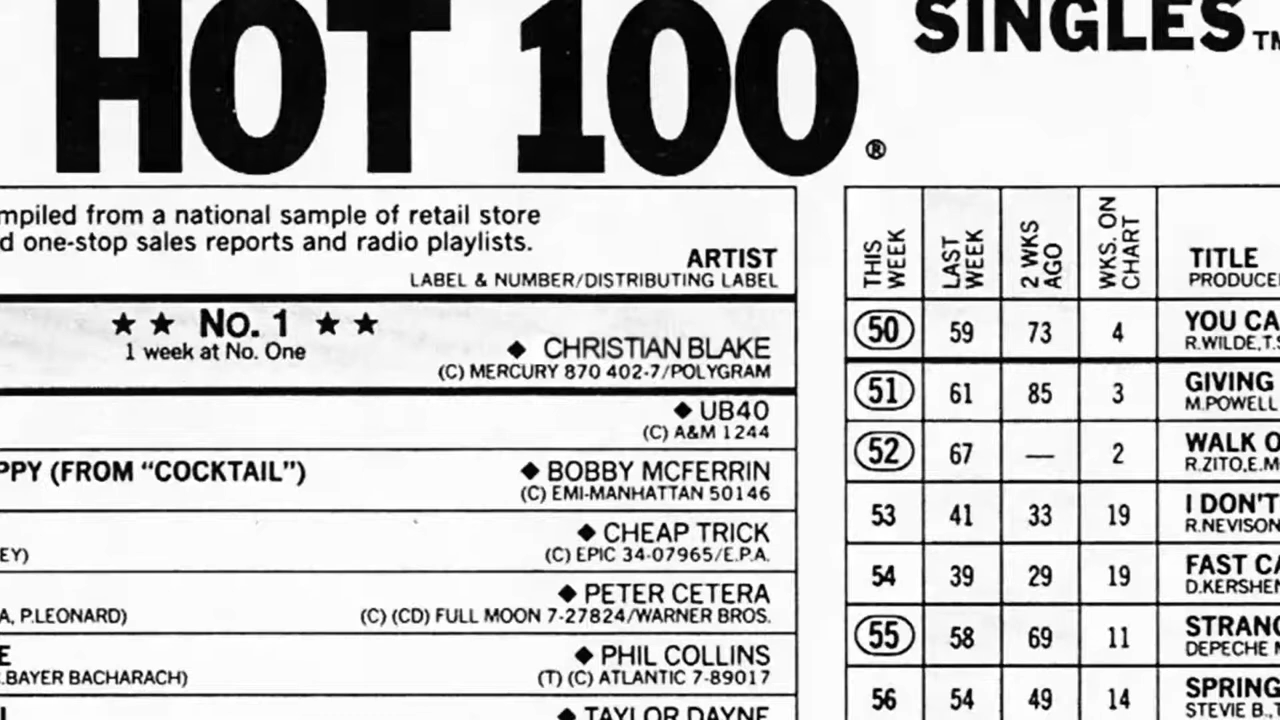 HOT 100® SINGLES™
mpiled from a national sample of retail store
d one-stop sales reports and radio playlists.
ARTIST
LABEL & NUMBER/DISTRIBUTING LABEL
★ ★ No. 1 ★ ★
1 week at No. One
◆ CHRISTIAN BLAKE
(C) MERCURY 870 402-7/POLYGRAM
◆ UB40
(C) A&M 1244
PPY (FROM “COCKTAIL”) ◆ BOBBY MCFERRIN
(C) EMI-MANHATTAN 50146
◆ CHEAP TRICK
EY) (C) EPIC 34-07965/E.P.A.
◆ PETER CETERA
A, P.LEONARD) (C) (CD) FULL MOON 7-27824/WARNER BROS.
E ◆ PHIL COLLINS
.BAYER BACHARACH) (T) (C) ATLANTIC 7-89017
◆ TAYLOR DAYNE
THIS WEEK LAST WEEK 2 WKS AGO WKS. ON CHART TITLE
PRODUCE
50 59 73 4 YOU CA
R.WILDE,T.S
51 61 85 3 GIVING
M.POWELL
52 67 — 2 WALK O
R.ZITO,E.M
53 41 33 19 I DON'T
R.NEVISON
54 39 29 19 FAST CA
D.KERSHEN
55 58 69 11 STRANG
DEPECHE M
56 54 49 14 SPRING
STEVIE B.,T